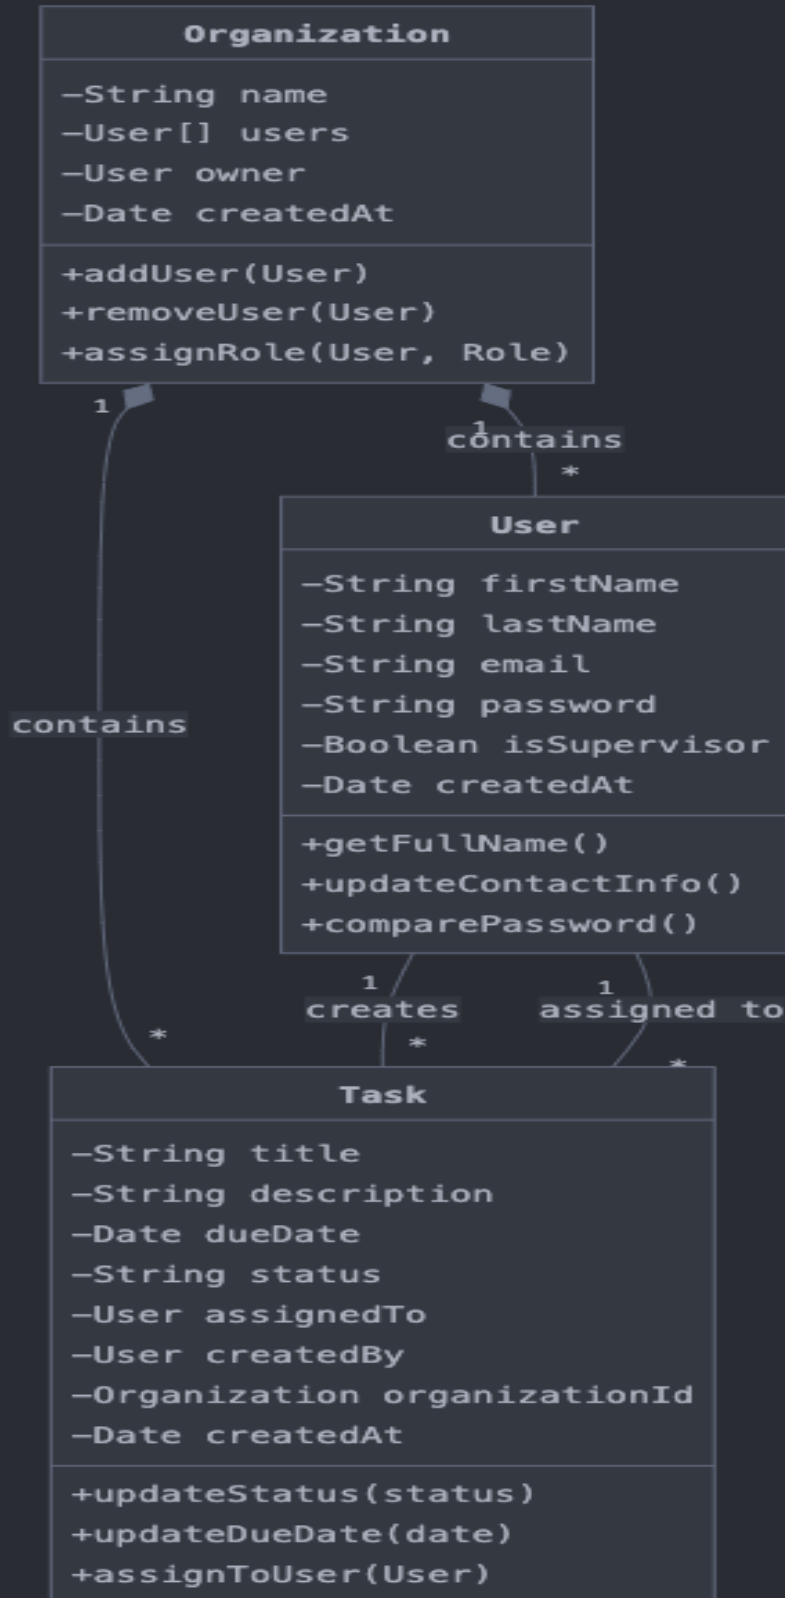 Organization
–String name
–User[] users
–User owner
–Date createdAt
+addUser(User)
+removeUser(User)
+assignRole(User, Role)
1
1
contains
*
User
–String firstName
–String lastName
–String email
–String password
–Boolean isSupervisor
–Date createdAt
+getFullName()
+updateContactInfo()
+comparePassword()
contains
1
1
creates
assigned to
*
*
*
Task
–String title
–String description
–Date dueDate
–String status
–User assignedTo
–User createdBy
–Organization organizationId
–Date createdAt
+updateStatus(status)
+updateDueDate(date)
+assignToUser(User)